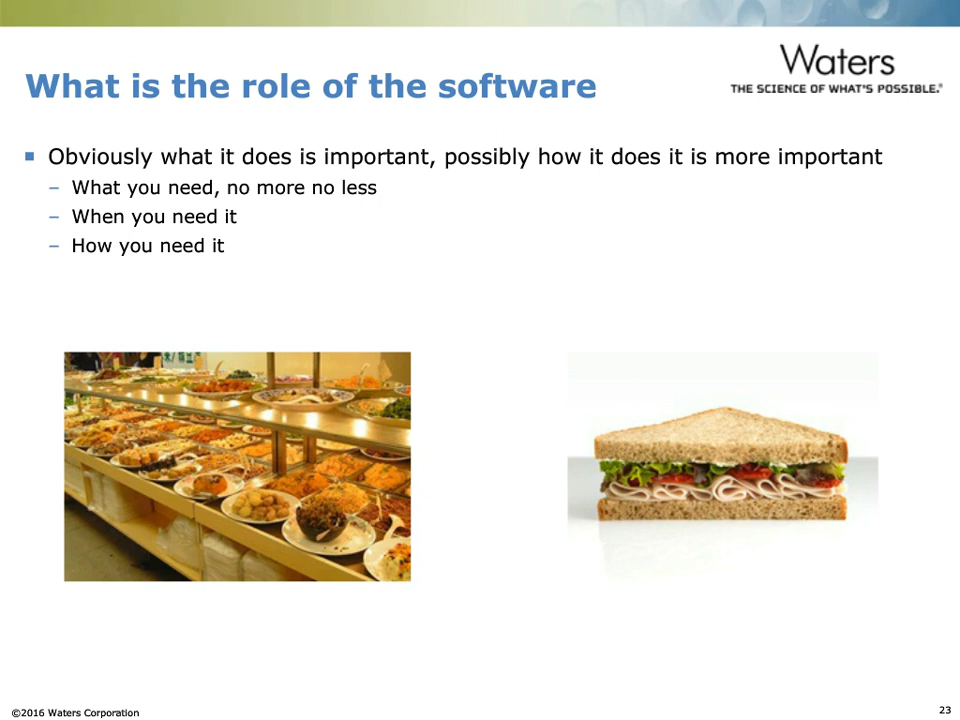 Waters
THE SCIENCE OF WHAT'S POSSIBLE.®
What is the role of the software
Obviously what it does is important, possibly how it does it is more important
– What you need, no more no less
– When you need it
– How you need it
©2016 Waters Corporation
23